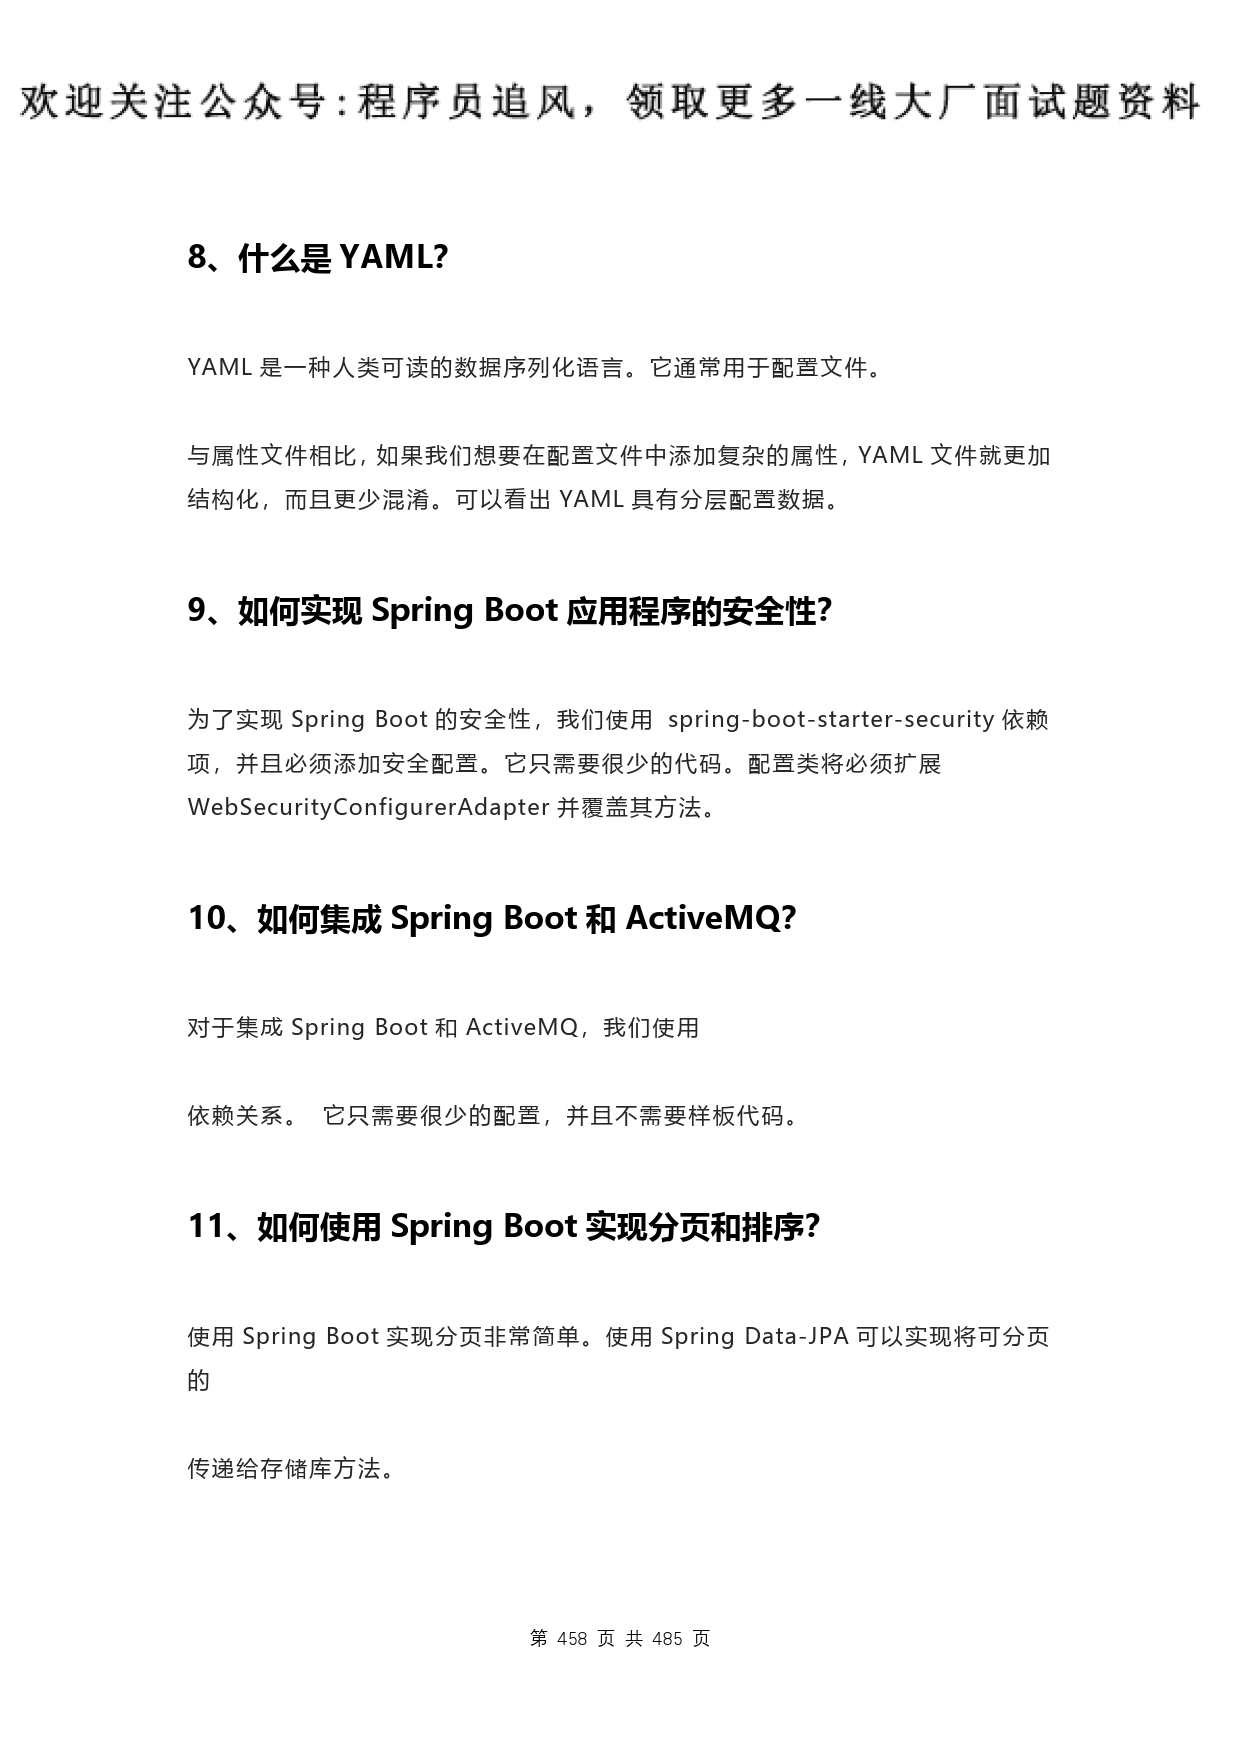 欢迎关注公众号:程序员追风，领取更多一线大厂面试题资料
8、什么是 YAML?
YAML 是一种人类可读的数据序列化语言。它通常用于配置文件。
与属性文件相比，如果我们想要在配置文件中添加复杂的属性，YAML 文件就更加
结构化，而且更少混淆。可以看出 YAML 具有分层配置数据。
9、如何实现 Spring Boot 应用程序的安全性?
为了实现 Spring Boot 的安全性，我们使用 spring-boot-starter-security 依赖
项，并且必须添加安全配置。它只需要很少的代码。配置类将必须扩展
WebSecurityConfigurerAdapter 并覆盖其方法。
10、如何集成 Spring Boot 和 ActiveMQ?
对于集成 Spring Boot 和 ActiveMQ，我们使用
依赖关系。 它只需要很少的配置，并且不需要样板代码。
11、如何使用 Spring Boot 实现分页和排序?
使用 Spring Boot 实现分页非常简单。使用 Spring Data-JPA 可以实现将可分页
的
传递给存储库方法。
第 458 页 共 485 页